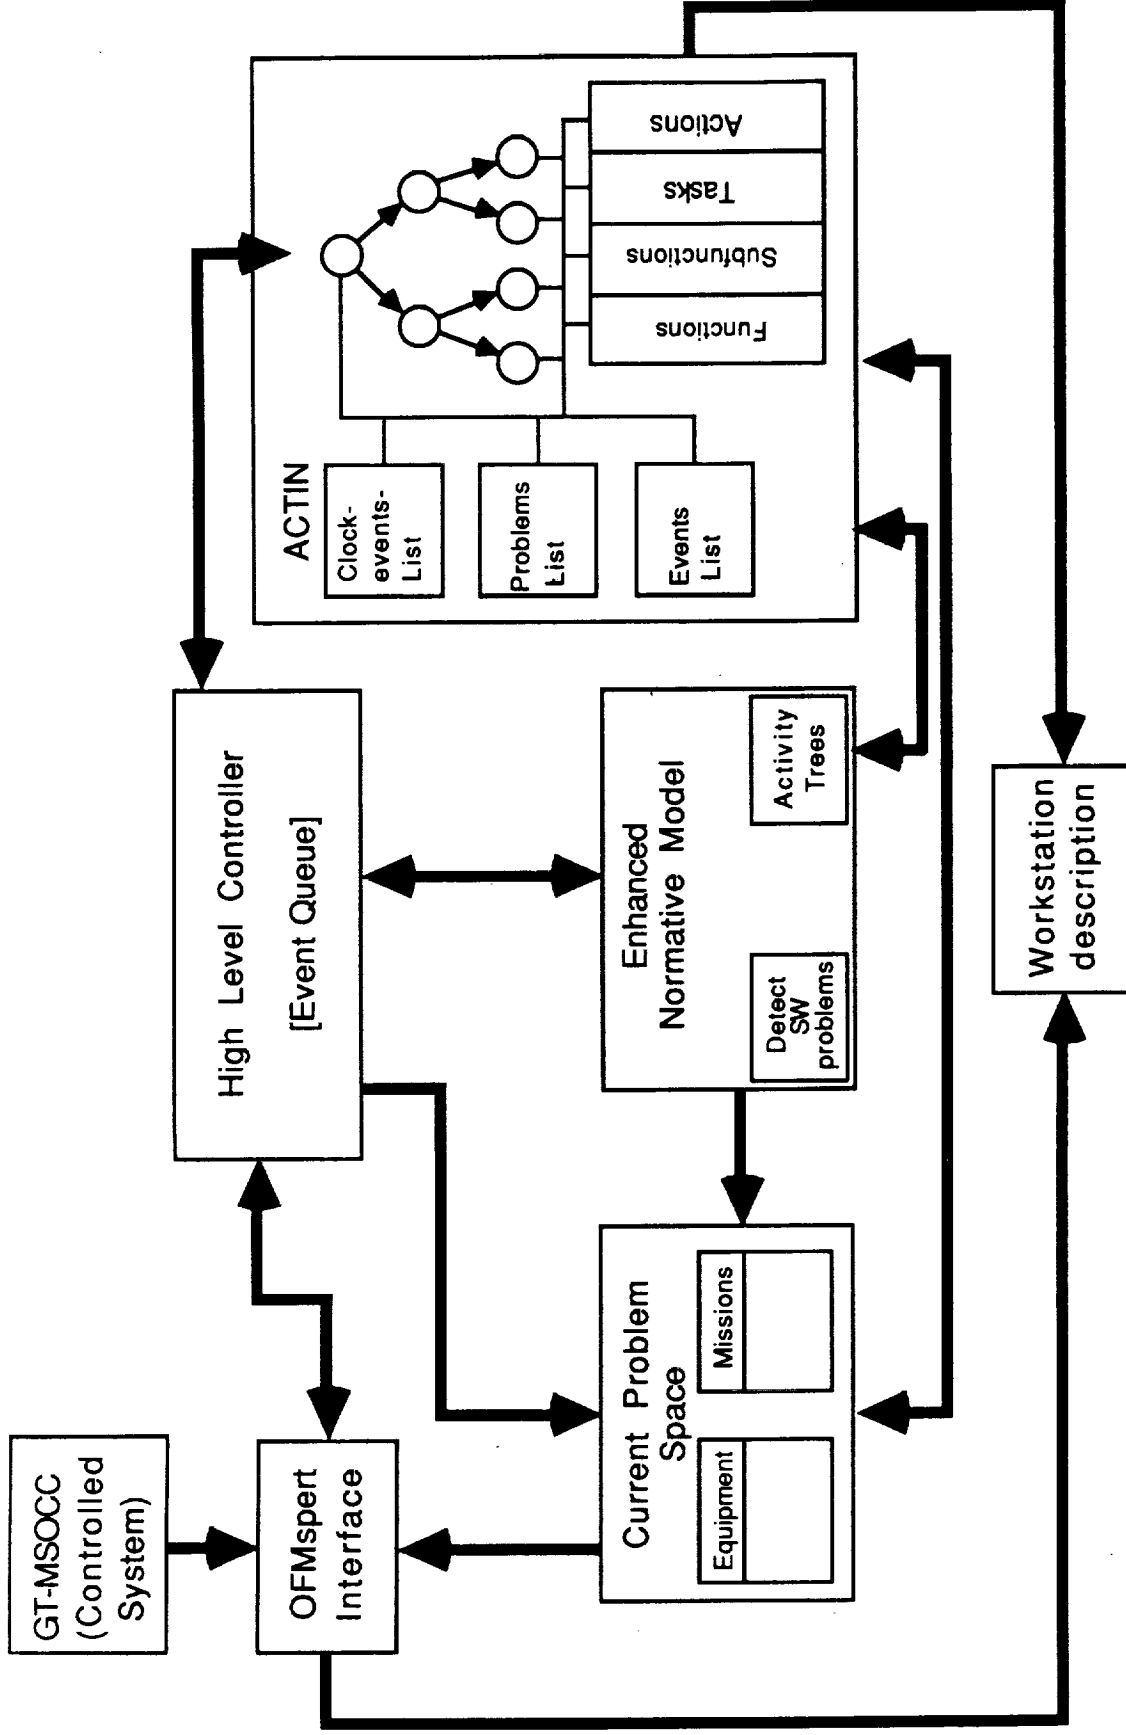 GT-MSOCC
(Controlled
System)
OFMspert
Interface
High Level Controller
[Event Queue]
Current Problem
Space
Equipment
Missions
Enhanced
Normative Model
Detect
SW
problems
Activity
Trees
ACTIN
Clock-
events-
List
Problems
List
Events
List
Functions
Subfunctions
Tasks
Actions
Workstation
description